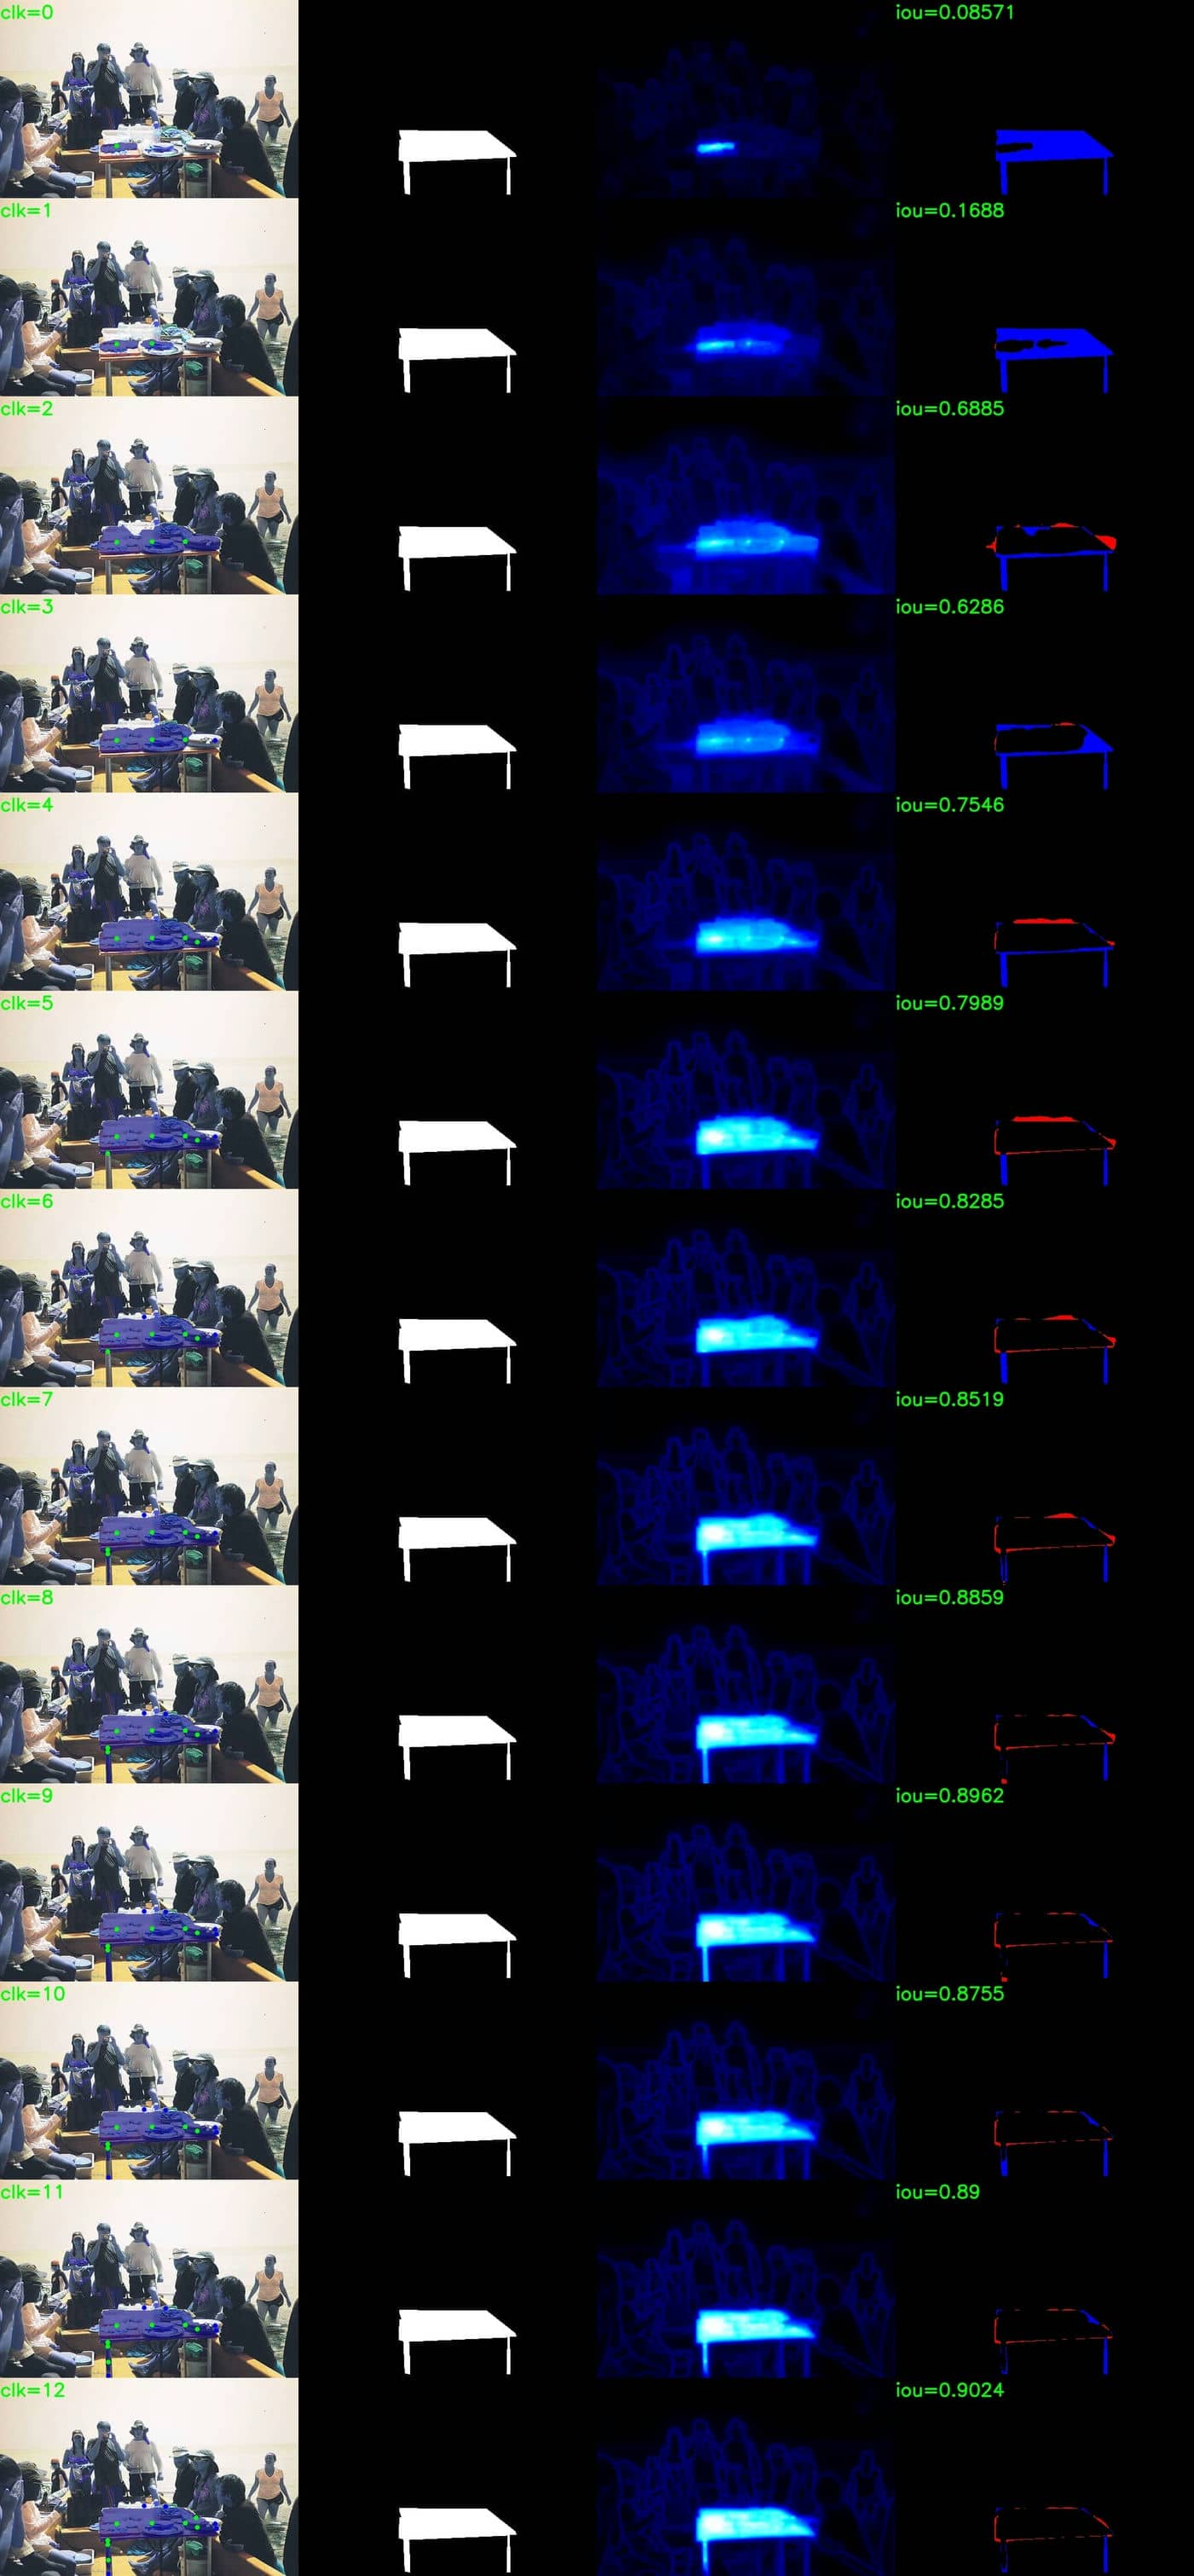 clk=0 iou=0.08571
clk=1 iou=0.1688
clk=2 iou=0.6885
clk=3 iou=0.6286
clk=4 iou=0.7546
clk=5 iou=0.7989
clk=6 iou=0.8285
clk=7 iou=0.8519
clk=8 iou=0.8859
clk=9 iou=0.8962
clk=10 iou=0.8755
clk=11 iou=0.89
clk=12 iou=0.9024